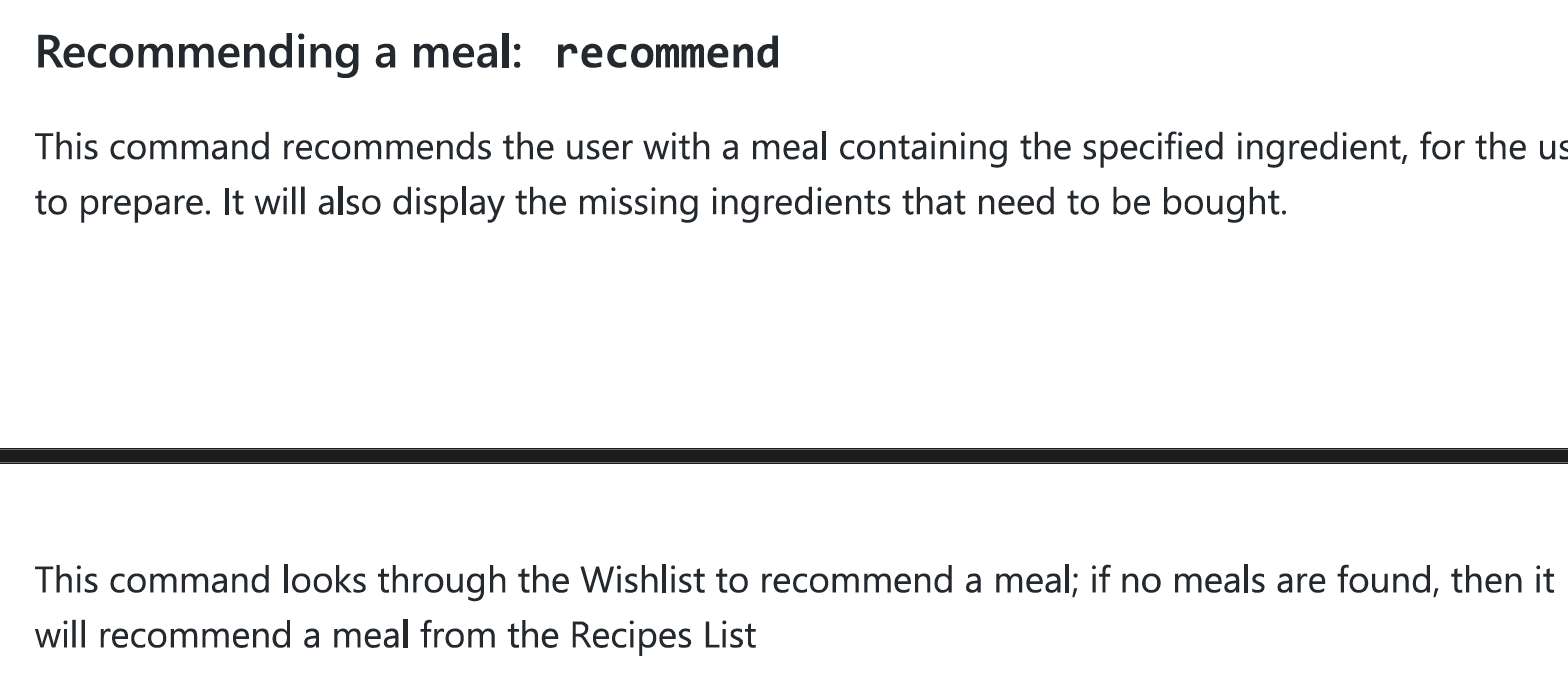 Recommending a meal: recommend
This command recommends the user with a meal containing the specified ingredient, for the
to prepare. It will also display the missing ingredients that need to be bought.
This command looks through the Wishlist to recommend a meal; if no meals are found, then it
will recommend a meal from the Recipes List